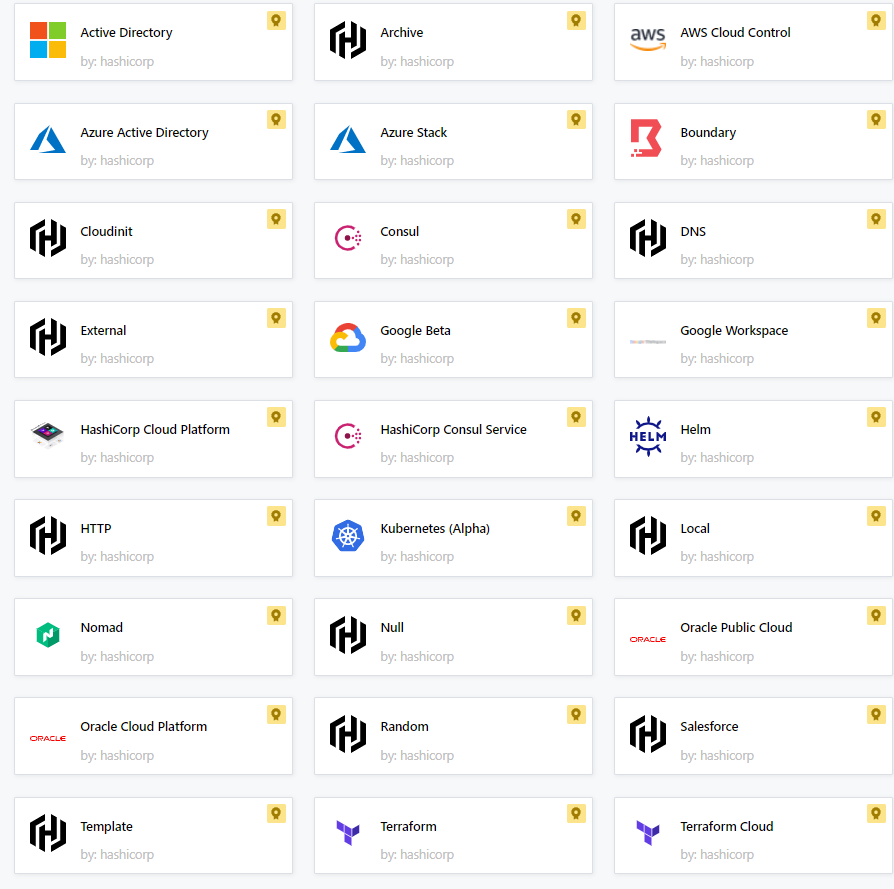 Active Directory
by: hashicorp
Archive
by: hashicorp
aws
AWS Cloud Control
by: hashicorp
Azure Active Directory
by: hashicorp
Azure Stack
by: hashicorp
Boundary
by: hashicorp
Cloudinit
by: hashicorp
Consul
by: hashicorp
DNS
by: hashicorp
External
by: hashicorp
Google Beta
by: hashicorp
Google Workspace
by: hashicorp
HashiCorp Cloud Platform
by: hashicorp
HashiCorp Consul Service
by: hashicorp
HELM
Helm
by: hashicorp
HTTP
by: hashicorp
Kubernetes (Alpha)
by: hashicorp
Local
by: hashicorp
Nomad
by: hashicorp
Null
by: hashicorp
ORACLE
Oracle Public Cloud
by: hashicorp
ORACLE
Oracle Cloud Platform
by: hashicorp
Random
by: hashicorp
Salesforce
by: hashicorp
Template
by: hashicorp
Terraform
by: hashicorp
Terraform Cloud
by: hashicorp